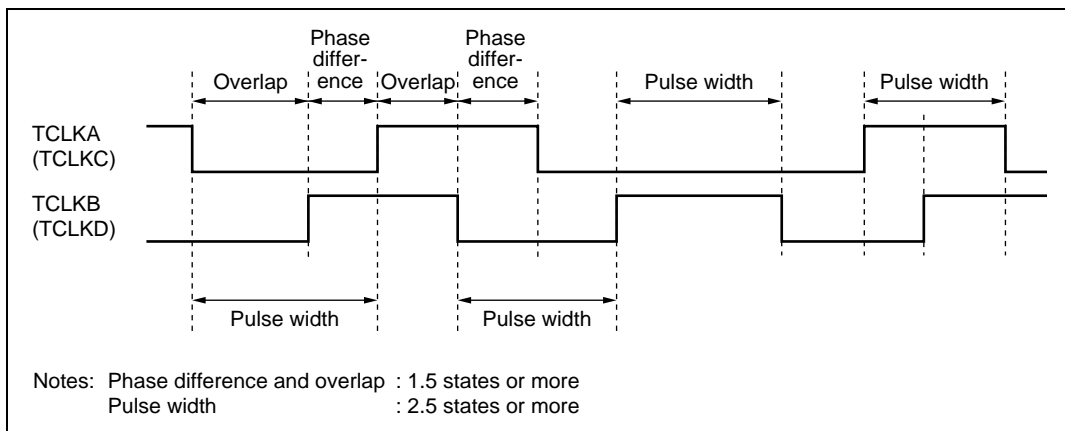 Phase
differ-
ence
Phase
differ-
ence
Overlap
Overlap
Pulse width
Pulse width
TCLKA
(TCLKC)
TCLKB
(TCLKD)
Pulse width
Pulse width
Notes: Phase difference and overlap : 1.5 states or more
Pulse width : 2.5 states or more